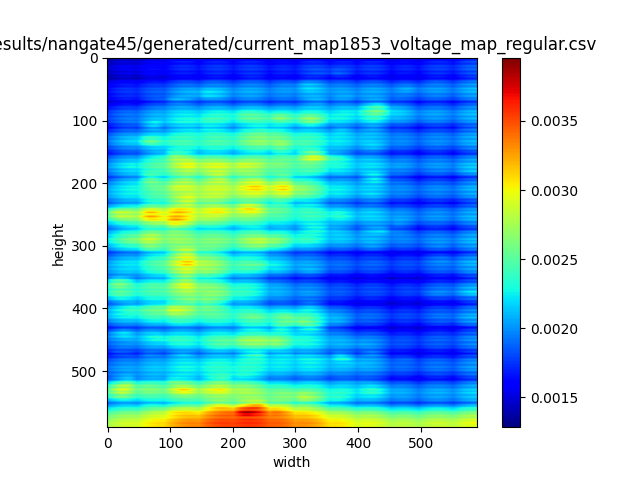 esults/nangate45/generated/current_map1853_voltage_map_regular.csv
0
100
200
300
400
500
height
0 100 200 300 400 500
width
0.0035
0.0030
0.0025
0.0020
0.0015